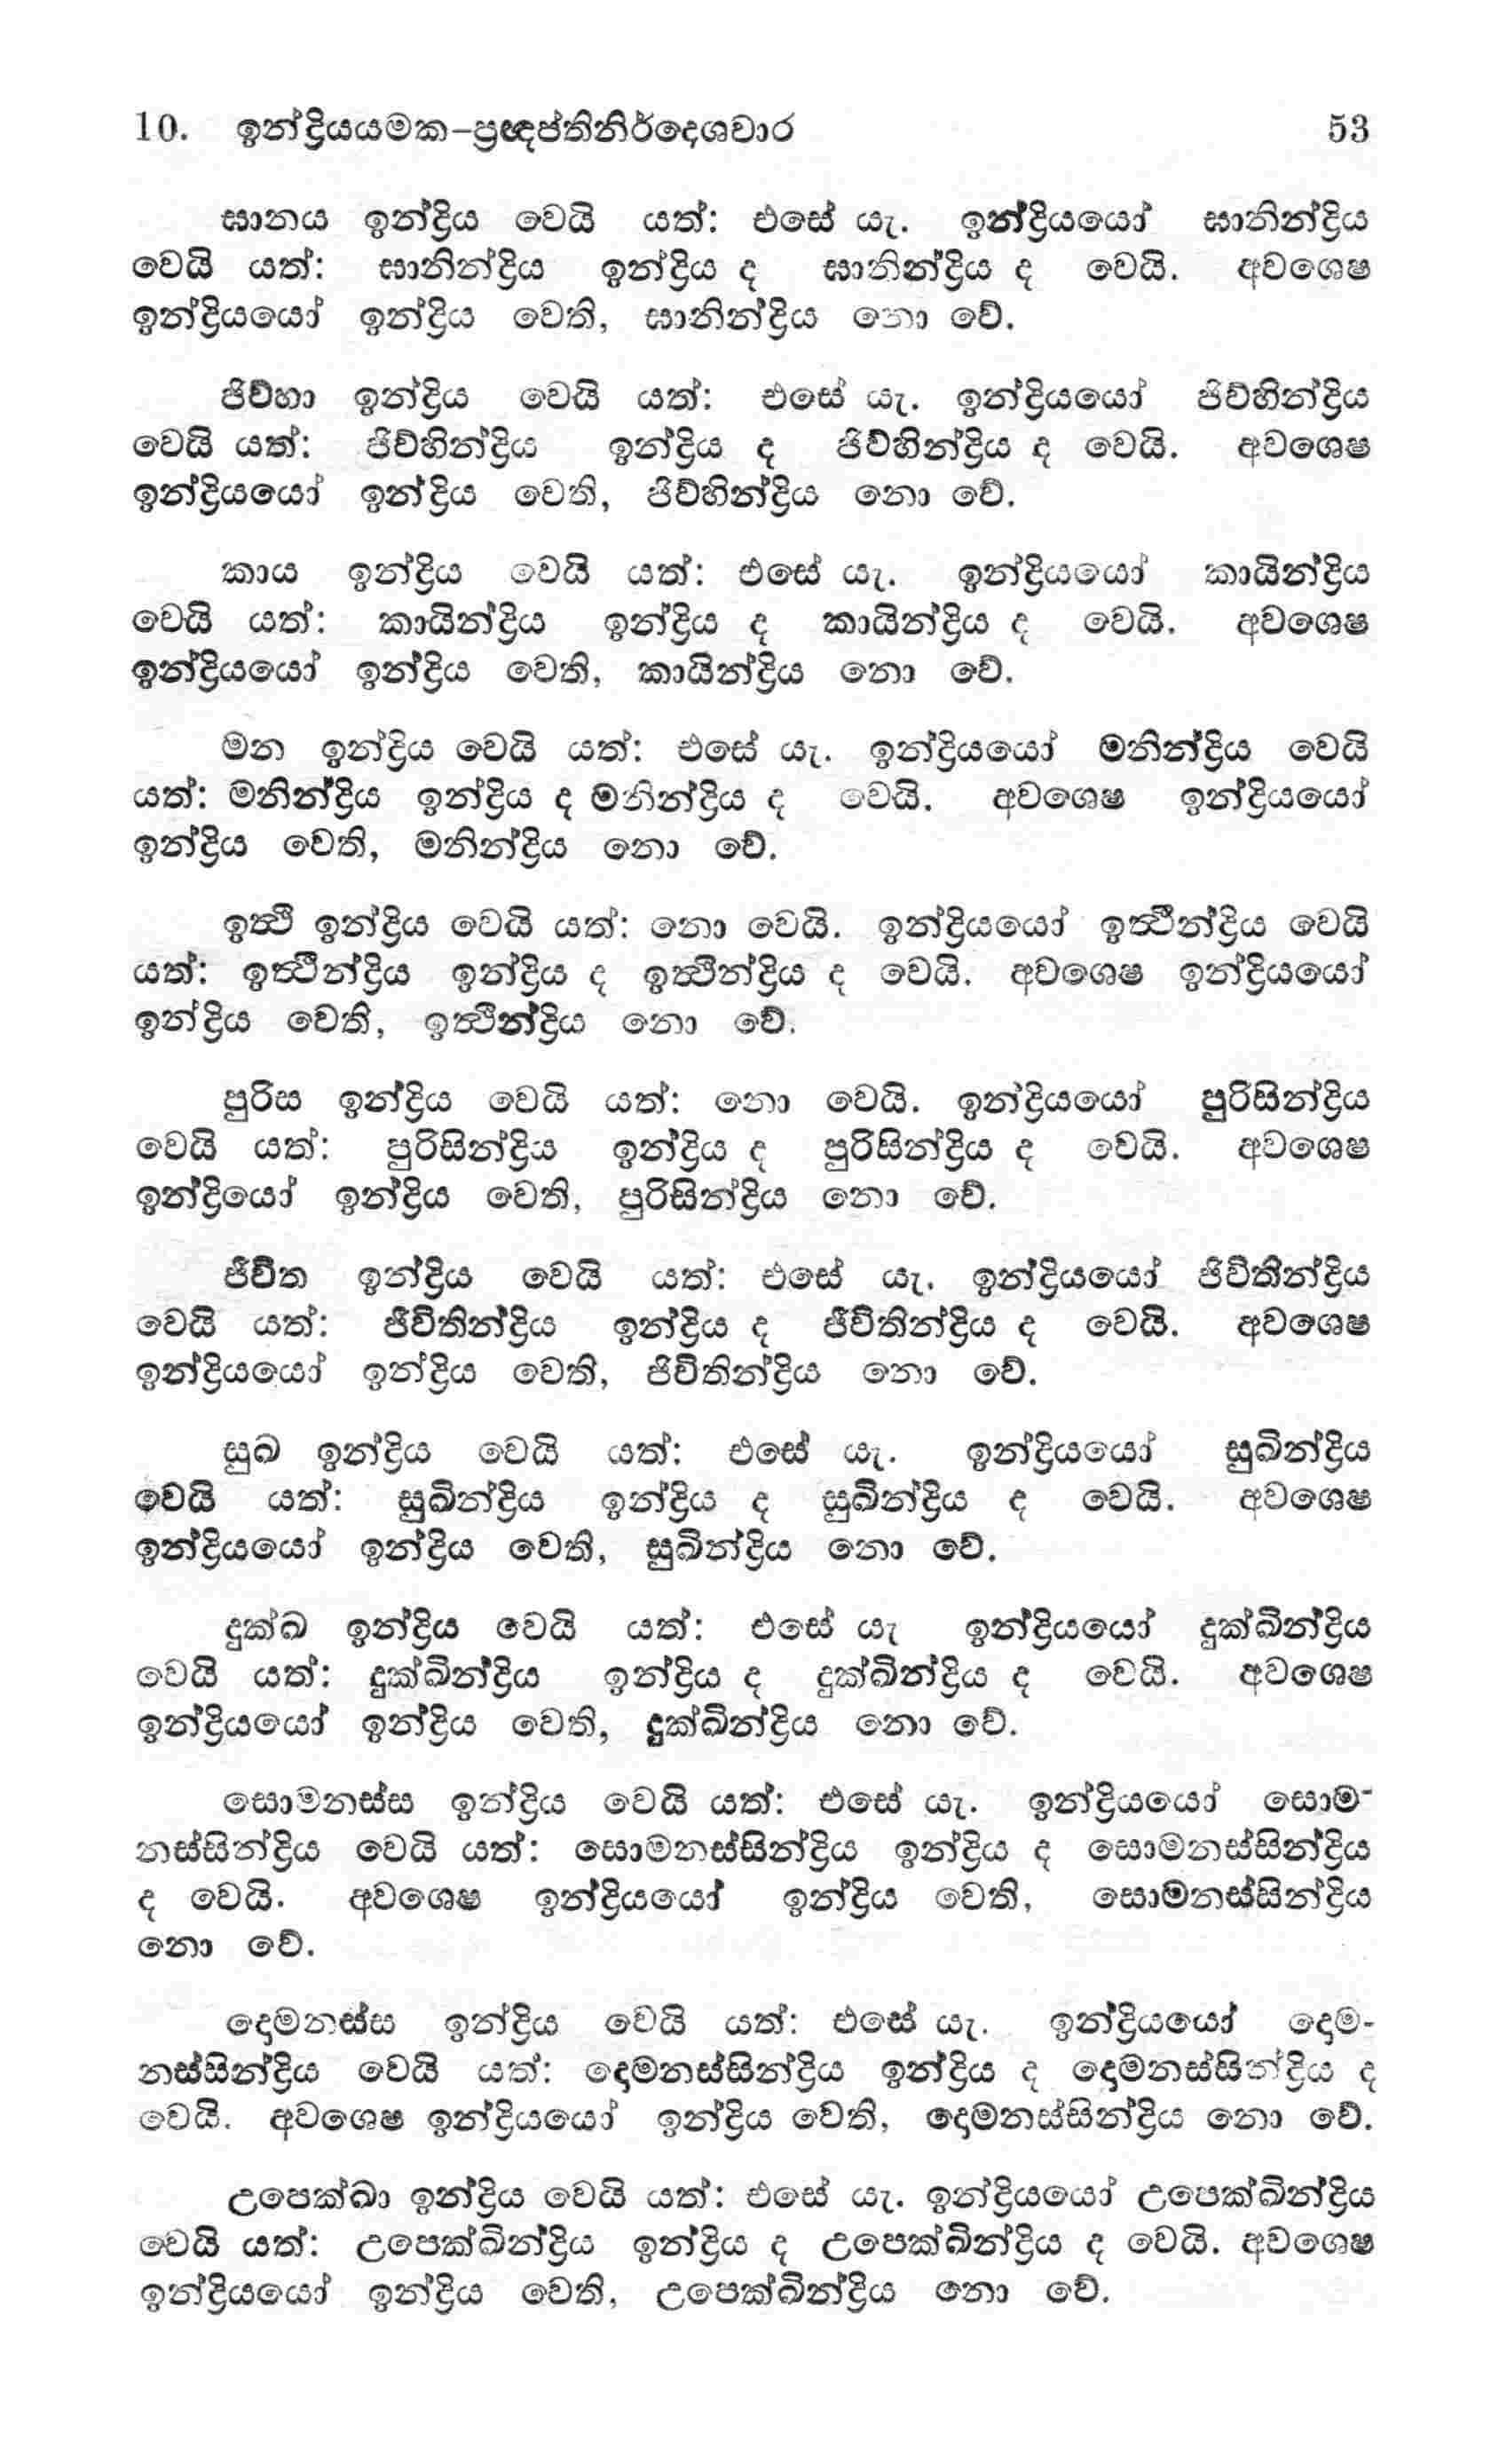 10. ඉන්ද්‍රියයමක–ප්‍රඥප්තිනිර්දෙශවාර 53
ඝානය ඉන්ද්‍රිය වෙයි යත්: එසේ යැ. ඉන්ද්‍රියයෝ ඝානින්ද්‍රිය
වෙයි යත්: ඝානින්ද්‍රිය ඉන්ද්‍රිය ද ඝානින්ද්‍රිය ද වෙයි. අවශෙෂ
ඉන්ද්‍රියයෝ ඉන්ද්‍රිය වෙති, ඝානින්ද්‍රිය නො වේ.
ජිව්හා ඉන්ද්‍රිය වෙයි යත්: එසේ යැ. ඉන්ද්‍රියයෝ ජිව්හින්ද්‍රිය
වෙයි යත්: ජිව්හින්ද්‍රිය ඉන්ද්‍රිය ද ජිව්හින්ද්‍රිය ද වෙයි. අවශෙෂ
ඉන්ද්‍රියයෝ ඉන්ද්‍රිය වෙති, ජිව්හින්ද්‍රිය නො වේ.
කාය ඉන්ද්‍රිය වෙයි යත්: එසේ යැ. ඉන්ද්‍රියයෝ කායින්ද්‍රිය
වෙයි යත්: කායින්ද්‍රිය ඉන්ද්‍රිය ද කායින්ද්‍රිය ද වෙයි. අවශෙෂ
ඉන්ද්‍රියයෝ ඉන්ද්‍රිය වෙති, කායින්ද්‍රිය නො වේ.
මන ඉන්ද්‍රිය වෙයි යත්: එසේ යැ. ඉන්ද්‍රියයෝ මනින්ද්‍රිය වෙයි
යත්: මනින්ද්‍රිය ඉන්ද්‍රිය ද මනින්ද්‍රිය ද වෙයි. අවශෙෂ ඉන්ද්‍රියයෝ
ඉන්ද්‍රිය වෙති, මනින්ද්‍රිය නො වේ.
ඉත්‍ථි ඉන්ද්‍රිය වෙයි යත්: නො වෙයි. ඉන්ද්‍රියයෝ ඉත්‍ථින්ද්‍රිය වෙයි
යත්: ඉත්‍ථින්ද්‍රිය ඉන්ද්‍රිය ද ඉත්‍ථින්ද්‍රිය ද වෙයි. අවශෙෂ ඉන්ද්‍රියයෝ
ඉන්ද්‍රිය වෙති, ඉත්‍ථින්ද්‍රිය නො වේ.
පුරිස ඉන්ද්‍රිය වෙයි යත්: නො වෙයි. ඉන්ද්‍රියයෝ පුරිසින්ද්‍රිය
වෙයි යත්: පුරිසින්ද්‍රිය ඉන්ද්‍රිය ද පුරිසින්ද්‍රිය ද වෙයි. අවශෙෂ
ඉන්ද්‍රියෝ ඉන්ද්‍රිය වෙති, පුරිසින්ද්‍රිය නො වේ.
ජීවිත ඉන්ද්‍රිය වෙයි යත්: එසේ යැ. ඉන්ද්‍රියයෝ ජිවිතින්ද්‍රිය
වෙයි යත්: ජීවිතින්ද්‍රිය ඉන්ද්‍රිය ද ජීවිතින්ද්‍රිය ද වෙයි. අවශෙෂ
ඉන්ද්‍රියයෝ ඉන්ද්‍රිය වෙති, ජිවිතින්ද්‍රිය නො වේ.
සුඛ ඉන්ද්‍රිය වෙයි යත්: එසේ යැ. ඉන්ද්‍රියයෝ සුඛින්ද්‍රිය
වෙයි යත්: සුඛින්ද්‍රිය ඉන්ද්‍රිය ද සුඛින්ද්‍රිය ද වෙයි. අවශෙෂ
ඉන්ද්‍රියයෝ ඉන්ද්‍රිය වෙති, සුඛින්ද්‍රිය නො වේ.
දුක්ඛ ඉන්ද්‍රිය වෙයි යත්: එසේ යැ ඉන්ද්‍රියයෝ දුක්ඛින්ද්‍රිය
වෙයි යත්: දුක්ඛින්ද්‍රිය ඉන්ද්‍රිය ද දුක්ඛින්ද්‍රිය ද වෙයි. අවශෙෂ
ඉන්ද්‍රියයෝ ඉන්ද්‍රිය වෙති, දුක්ඛින්ද්‍රිය නො වේ.
සොමනස්ස ඉන්ද්‍රිය වෙයි යත්: එසේ යැ. ඉන්ද්‍රියයෝ සොම-
නස්සින්ද්‍රිය වෙයි යත්: සොමනස්සින්ද්‍රිය ඉන්ද්‍රිය ද සොමනස්සින්ද්‍රිය
ද වෙයි. අවශෙෂ ඉන්ද්‍රියයෝ ඉන්ද්‍රිය වෙති, සොමනස්සින්ද්‍රිය
නො වේ.
දොමනස්ස ඉන්ද්‍රිය වෙයි යත්: එසේ යැ. ඉන්ද්‍රියයෝ දොම-
නස්සින්ද්‍රිය වෙයි යත්: දොමනස්සින්ද්‍රිය ඉන්ද්‍රිය ද දොමනස්සින්ද්‍රිය ද
වෙයි. අවශෙෂ ඉන්ද්‍රියයෝ ඉන්ද්‍රිය වෙති, දොමනස්සින්ද්‍රිය නො වේ.
උපෙක්ඛා ඉන්ද්‍රිය වෙයි යත්: එසේ යැ. ඉන්ද්‍රියයෝ උපෙක්ඛින්ද්‍රිය
වෙයි යත්: උපෙක්ඛින්ද්‍රිය ඉන්ද්‍රිය ද උපෙක්ඛින්ද්‍රිය ද වෙයි. අවශෙෂ
ඉන්ද්‍රියයෝ ඉන්ද්‍රිය වෙති, උපෙක්ඛින්ද්‍රිය නො වේ.